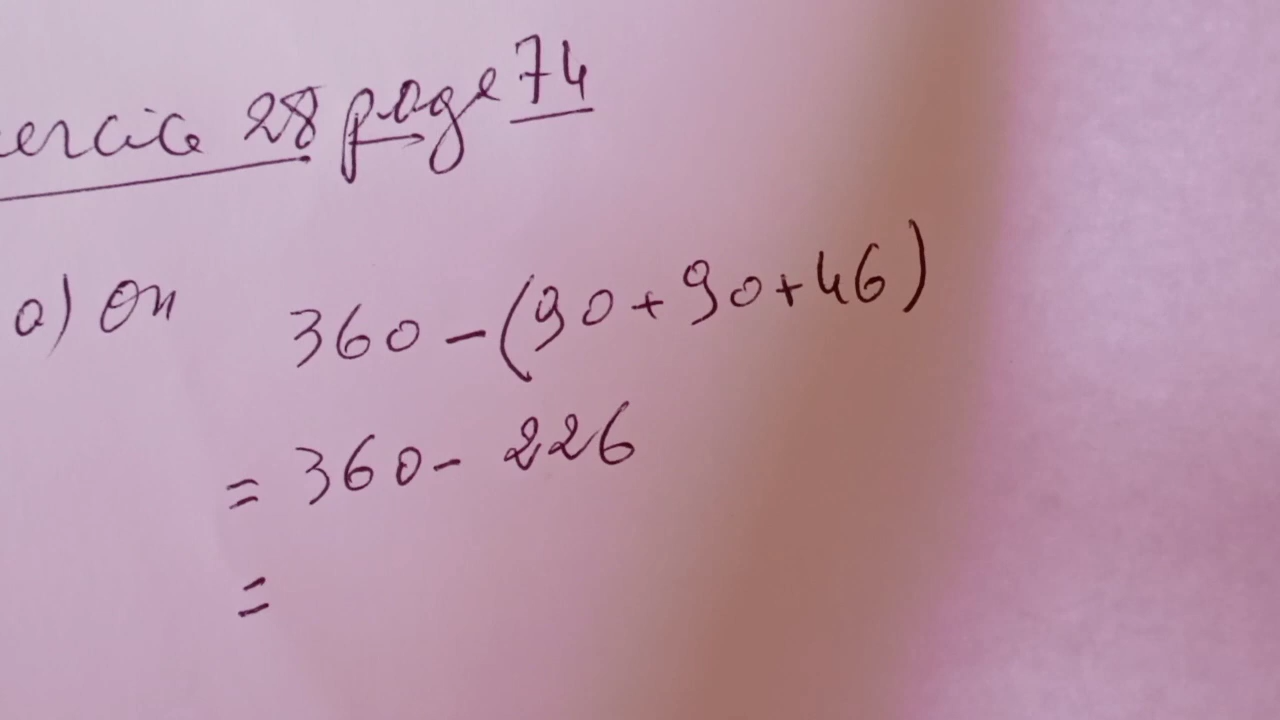 ercice 28 page 74
a) On 360 - (90 + 90 + 46)
= 360 - 226
=